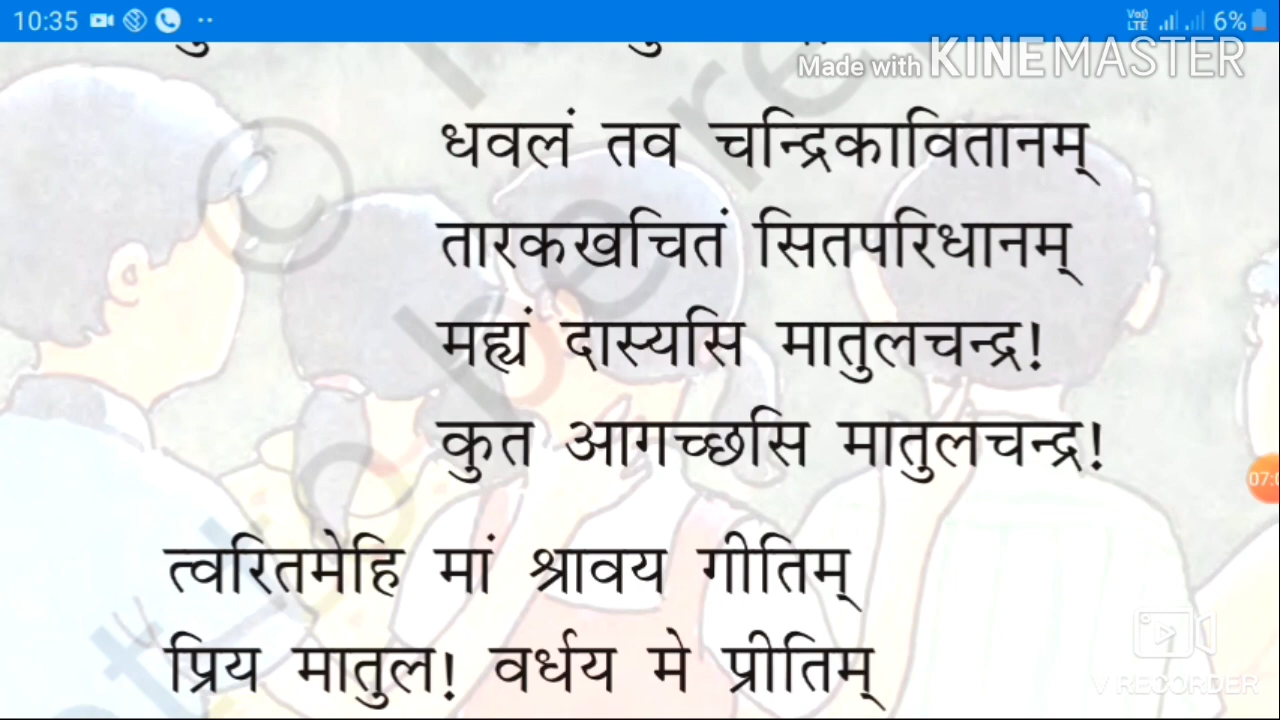 10:35
VoLTE 6%
Made with KINEMASTER
धवलं तव चन्द्रिकावितानम्
तारकखचितं सितपरिधानम्
मह्यं दास्यसि मातुलचन्द्र!
कुत आगच्छसि मातुलचन्द्र!
त्वरितमेहि मां श्रावय गीतिम्
प्रिय मातुल! वर्धय मे प्रीतिम्
V RECORDER